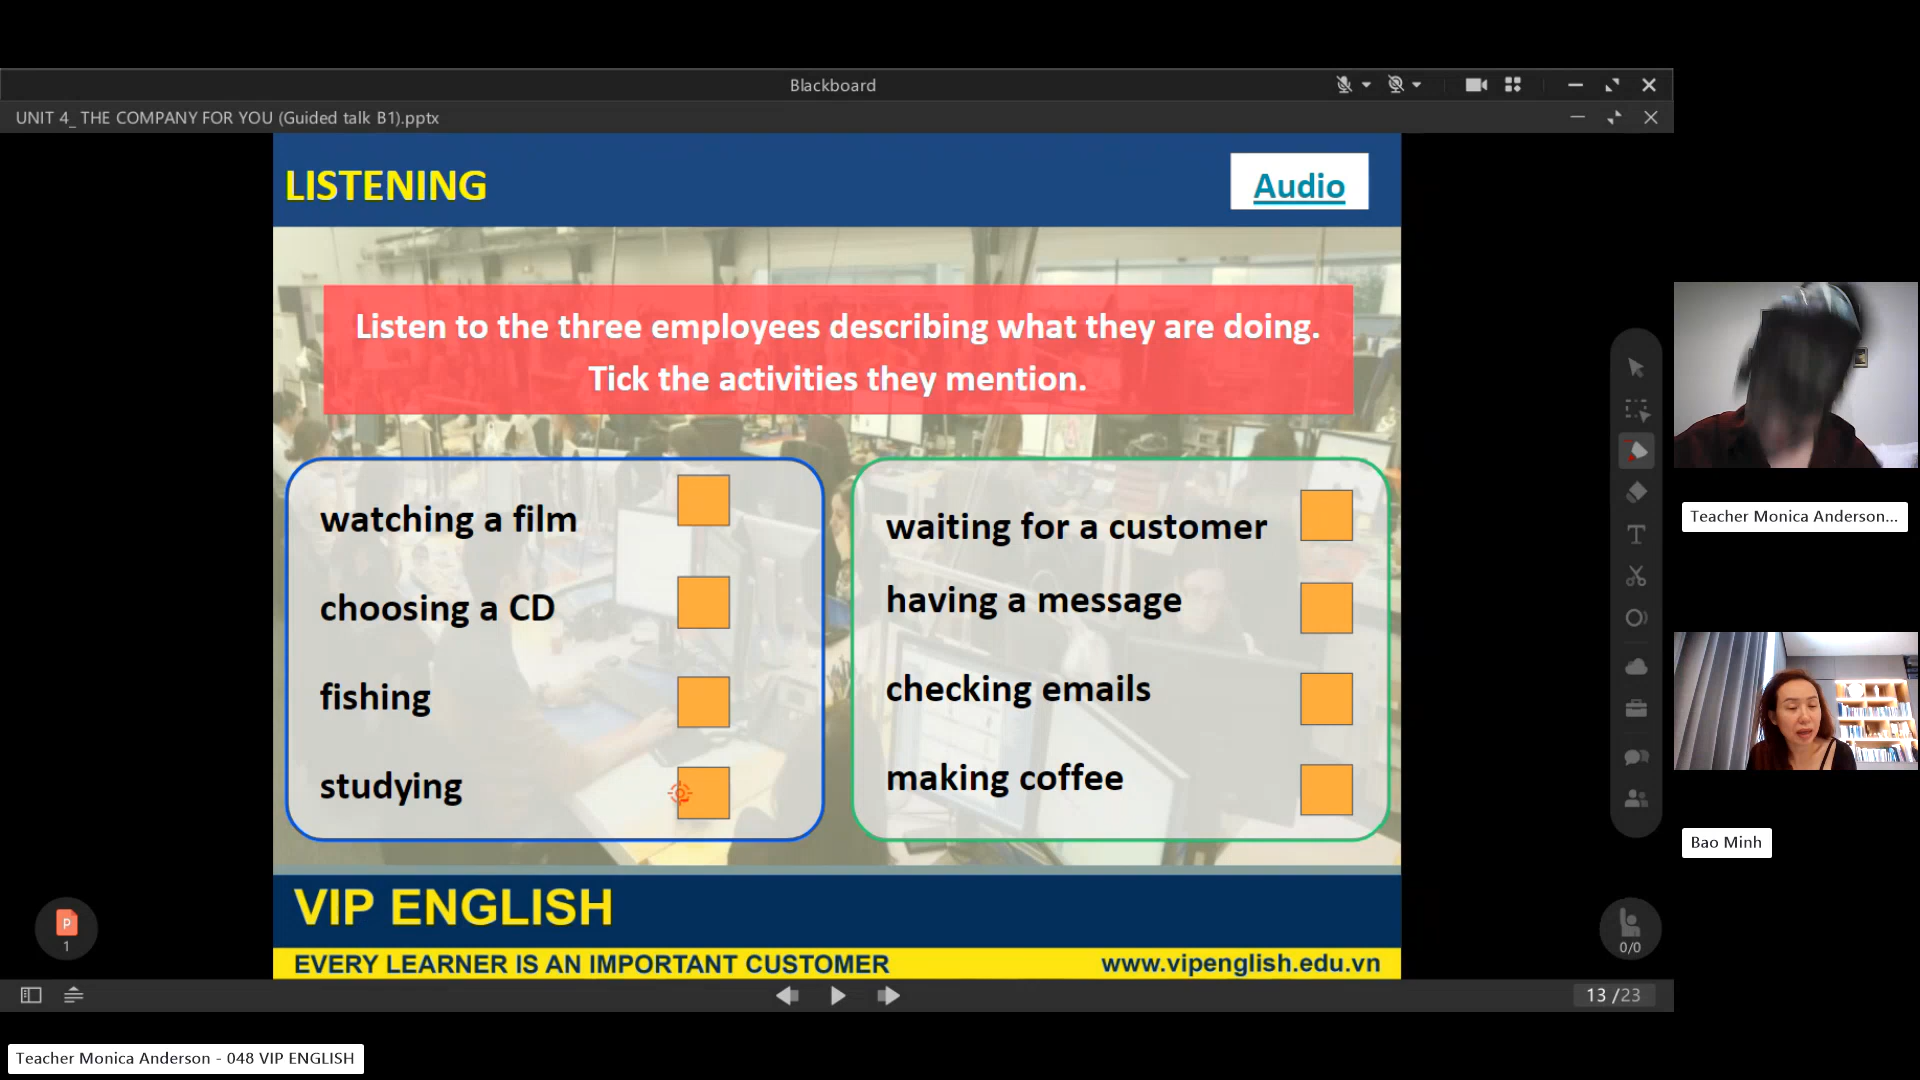 Blackboard
UNIT 4_ THE COMPANY FOR YOU (Guided talk B1).pptx
LISTENING
Audio
Listen to the three employees describing what they are doing.
Tick the activities they mention.
watching a film
choosing a CD
fishing
studying
waiting for a customer
having a message
checking emails
making coffee
VIP ENGLISH
EVERY LEARNER IS AN IMPORTANT CUSTOMER
www.vipenglish.edu.vn
P
1
T
0/0
13 /23
Teacher Monica Anderson...
Bao Minh
Teacher Monica Anderson - 048 VIP ENGLISH